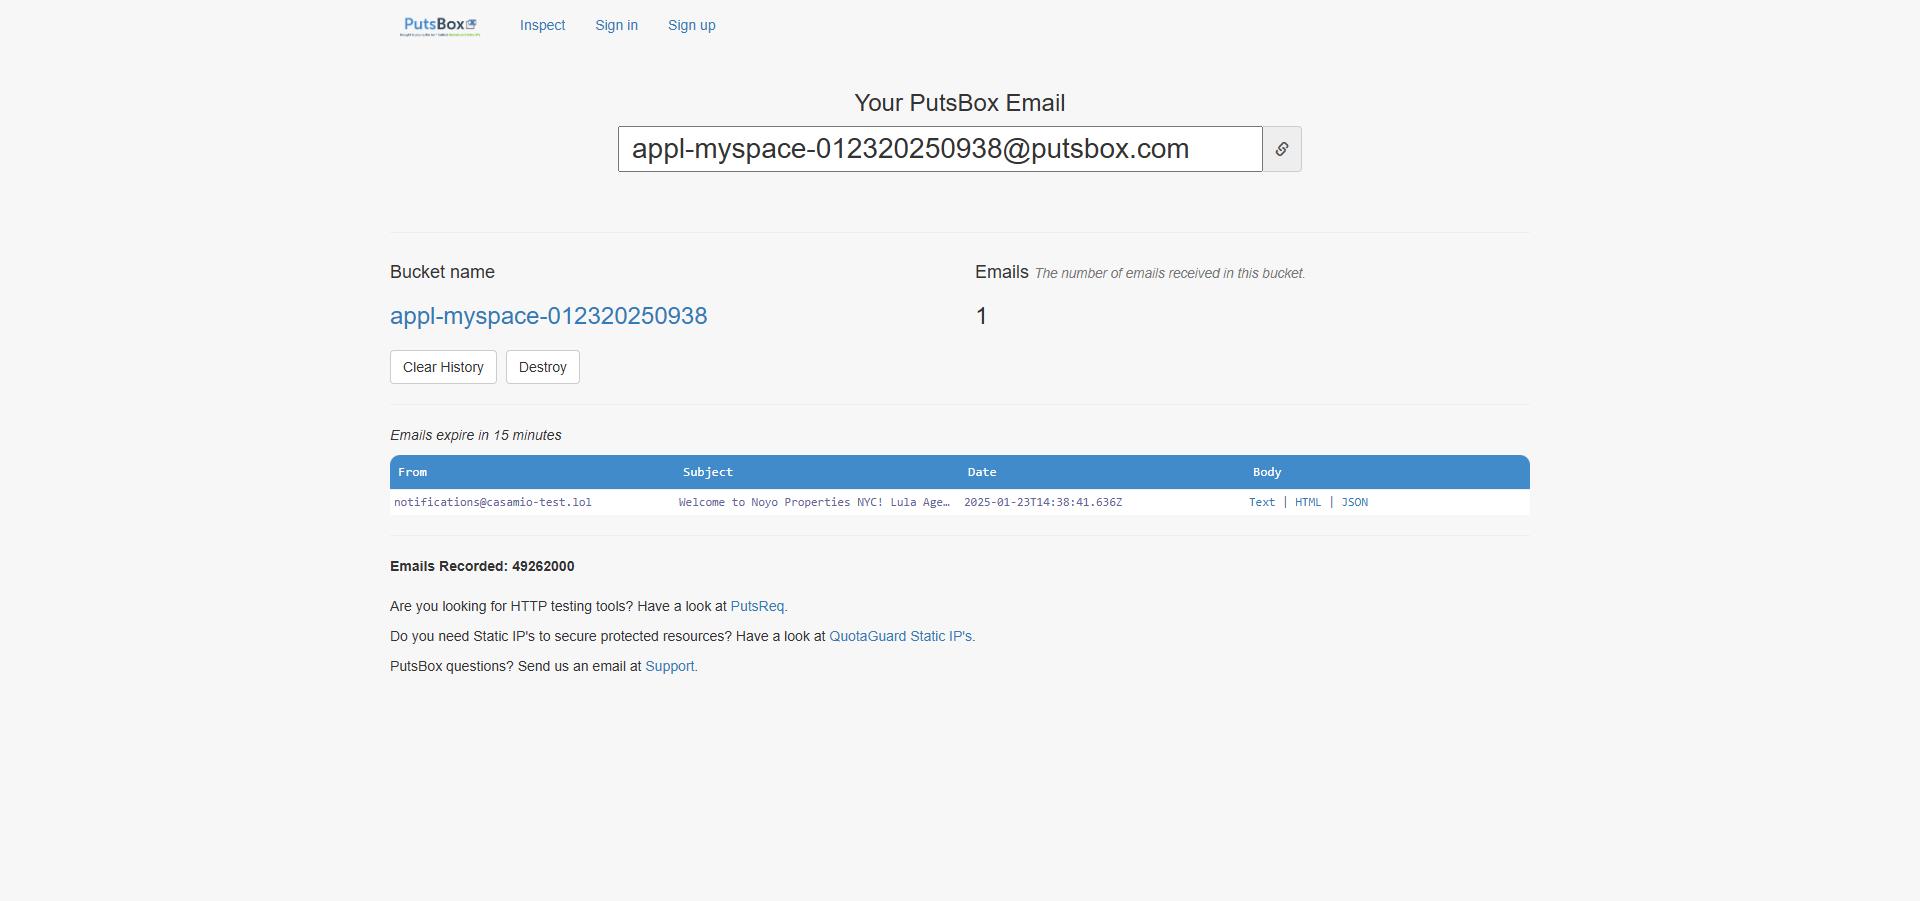 PutsBox
Inspect
Sign in
Sign up
Your PutsBox Email
appl-myspace-012320250938@putsbox.com
Bucket name
Emails The number of emails received in this bucket.
appl-myspace-012320250938
1
Clear History
Destroy
Emails expire in 15 minutes
From Subject Date Body
notifications@casamio-test.lol Welcome to Noyo Properties NYC! Lula Age… 2025-01-23T14:38:41.636Z Text | HTML | JSON
Emails Recorded: 49262000
Are you looking for HTTP testing tools? Have a look at PutsReq.
Do you need Static IP's to secure protected resources? Have a look at QuotaGuard Static IP's.
PutsBox questions? Send us an email at Support.